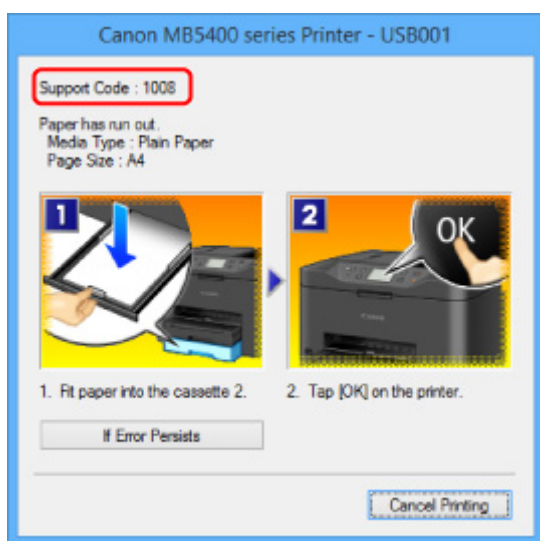 Canon MB5400 series Printer - USB001
Support Code : 1008
Paper has run out.
Media Type : Plain Paper
Page Size : A4
1
2
OK
Canon
1. Fit paper into the cassette 2.
2. Tap [OK] on the printer.
If Error Persists
Cancel Printing